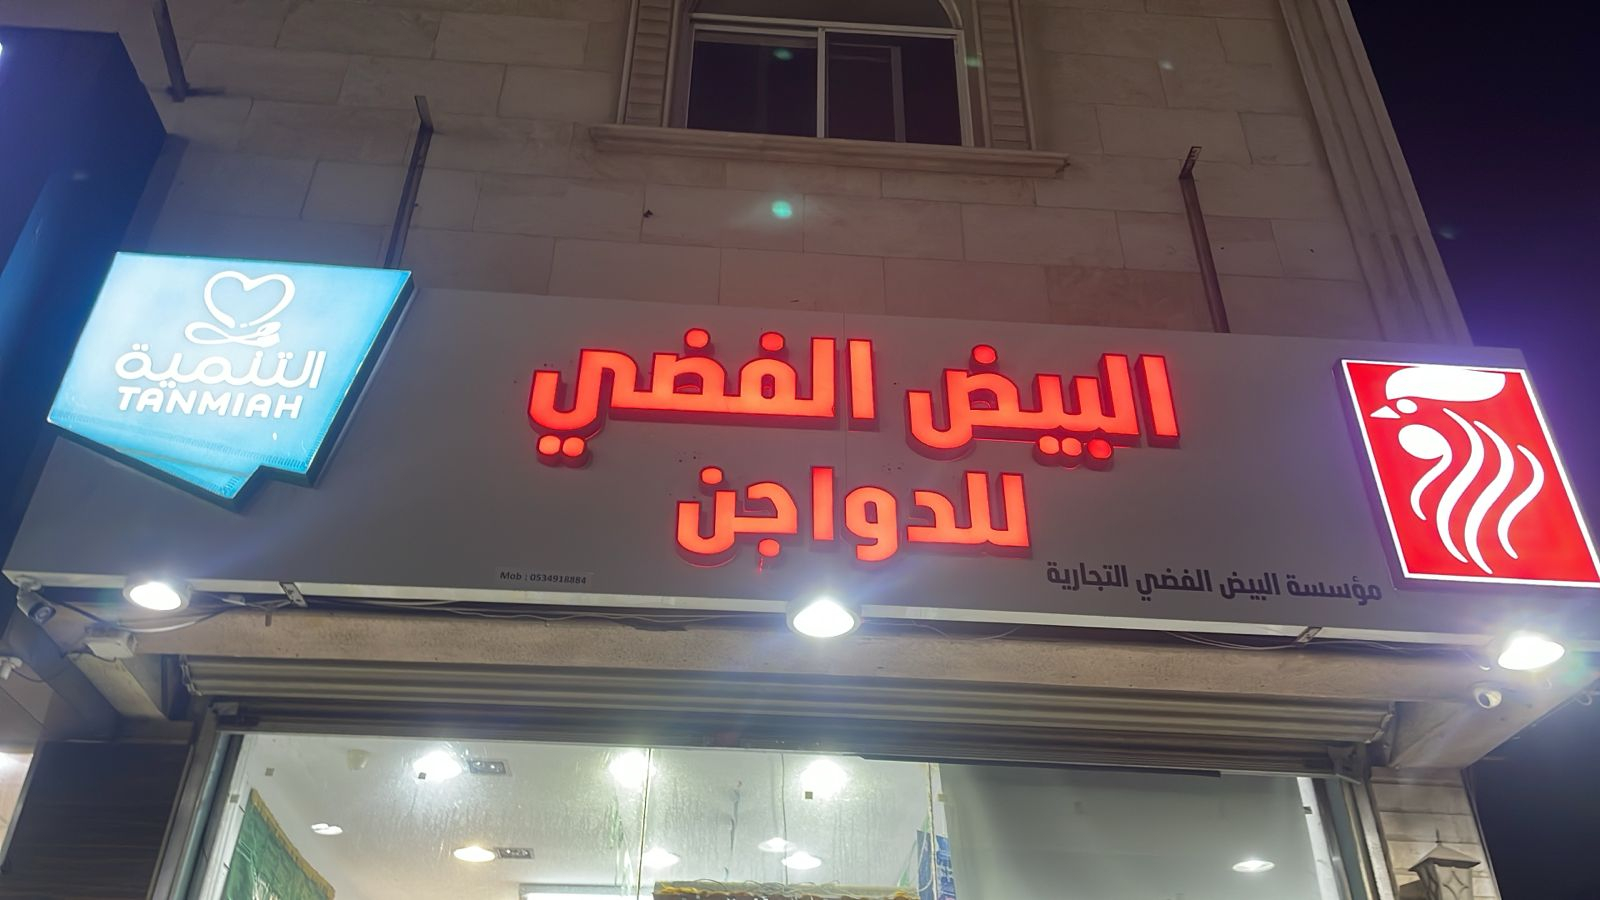 التنمية
TANMIAH
البيض الفضي
للدواجن
مؤسسة البيض الفضي التجارية
Mob : 0534918884